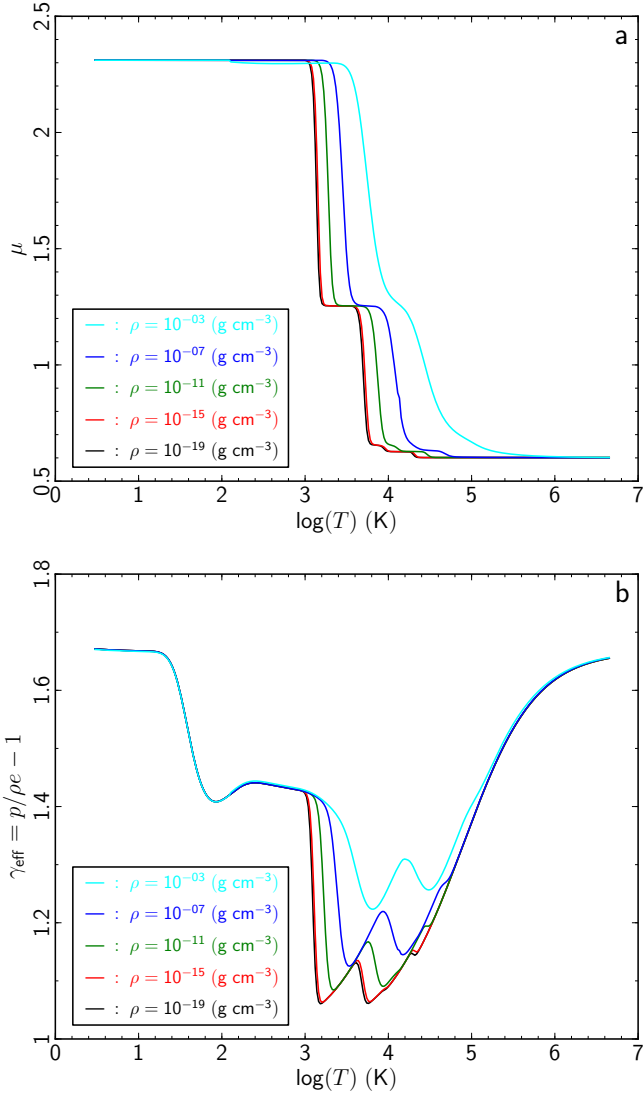 a
2.5
2
1.5
1
0.5
μ
— : ρ = 10⁻⁰³ (g cm⁻³)
— : ρ = 10⁻⁰⁷ (g cm⁻³)
— : ρ = 10⁻¹¹ (g cm⁻³)
— : ρ = 10⁻¹⁵ (g cm⁻³)
— : ρ = 10⁻¹⁹ (g cm⁻³)
0 1 2 3 4 5 6 7
log(T) (K)
b
1.8
1.6
1.4
1.2
1
γeff = p/ρe − 1
— : ρ = 10⁻⁰³ (g cm⁻³)
— : ρ = 10⁻⁰⁷ (g cm⁻³)
— : ρ = 10⁻¹¹ (g cm⁻³)
— : ρ = 10⁻¹⁵ (g cm⁻³)
— : ρ = 10⁻¹⁹ (g cm⁻³)
0 1 2 3 4 5 6 7
log(T) (K)